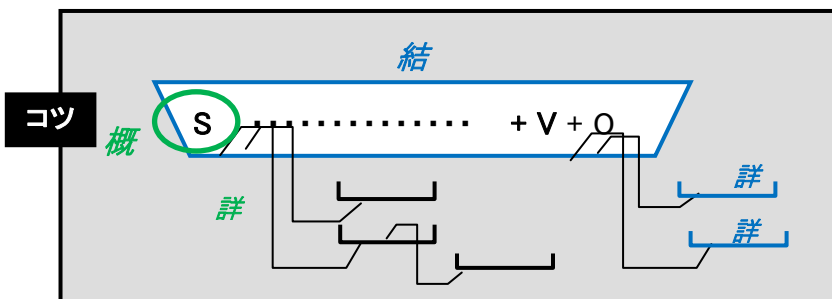 結
コツ
S ............... + V + O
概
詳
詳
詳